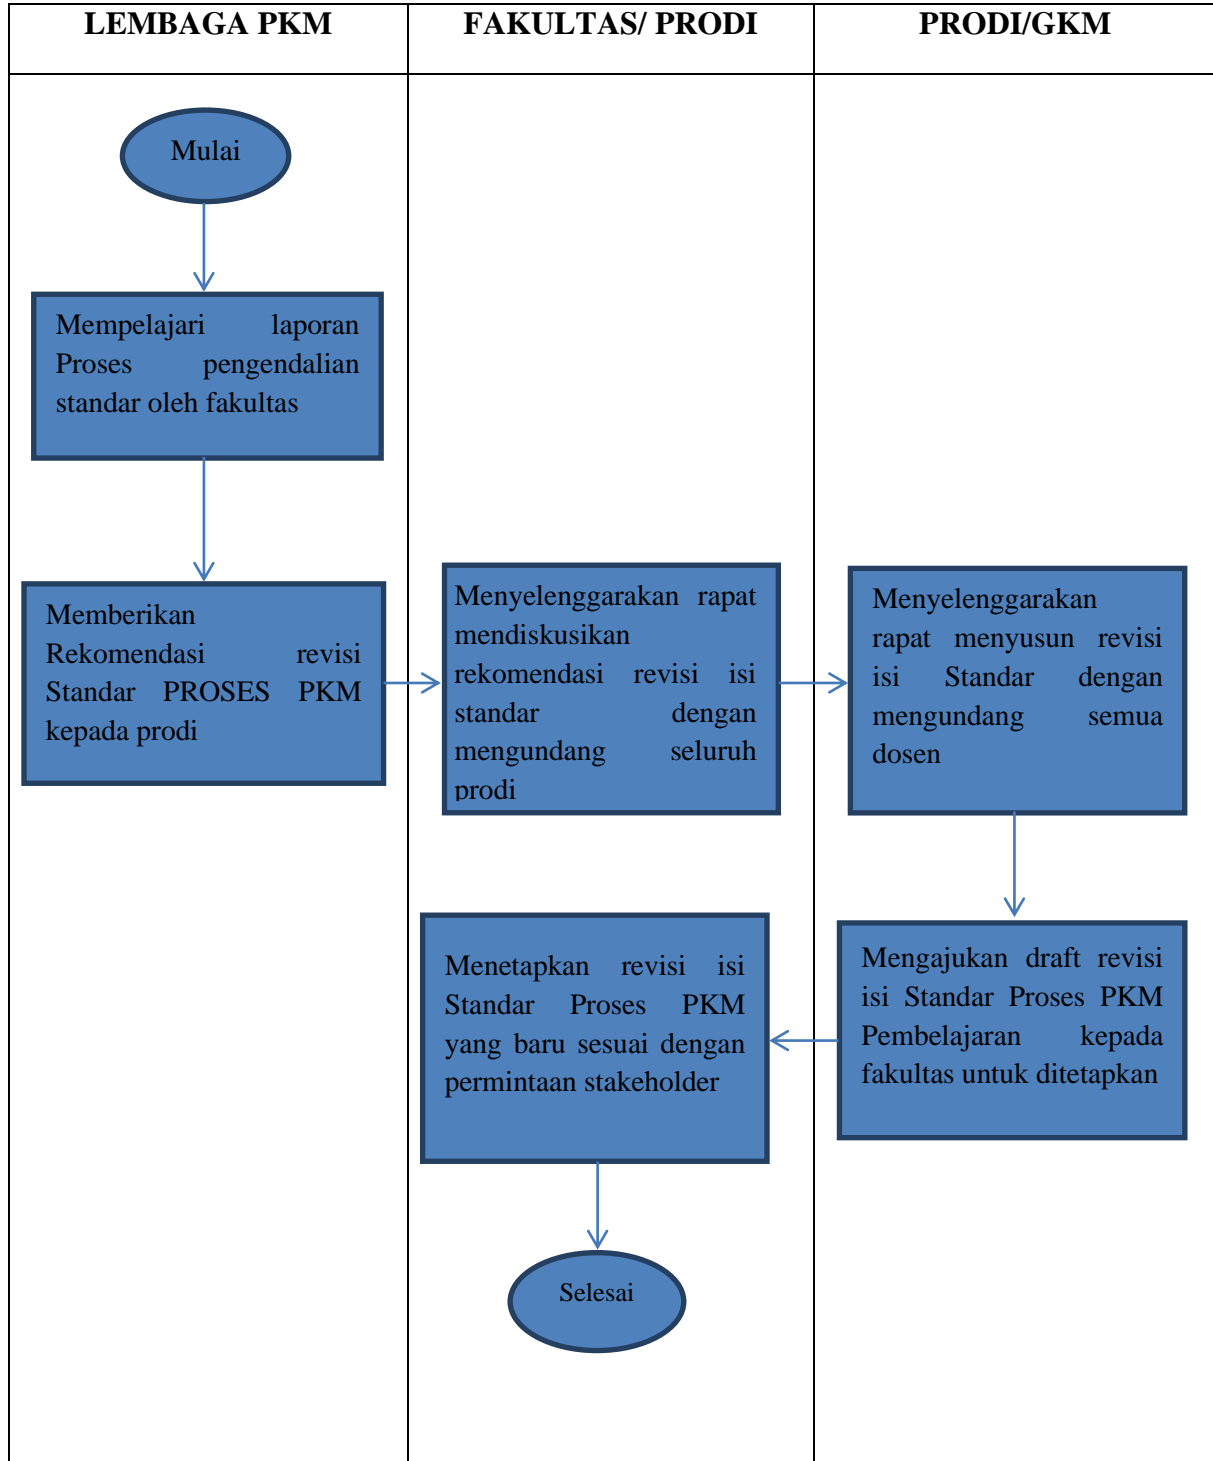 LEMBAGA PKM
FAKULTAS/ PRODI
PRODI/GKM
Mulai
Mempelajari laporan
Proses pengendalian
standar oleh fakultas
Memberikan
Rekomendasi revisi
Standar PROSES PKM
kepada prodi
Menyelenggarakan rapat
mendiskusikan
rekomendasi revisi isi
standar dengan
mengundang seluruh
prodi
Menyelenggarakan
rapat menyusun revisi
isi Standar dengan
mengundang semua
dosen
Mengajukan draft revisi
isi Standar Proses PKM
Pembelajaran kepada
fakultas untuk ditetapkan
Menetapkan revisi isi
Standar Proses PKM
yang baru sesuai dengan
permintaan stakeholder
Selesai